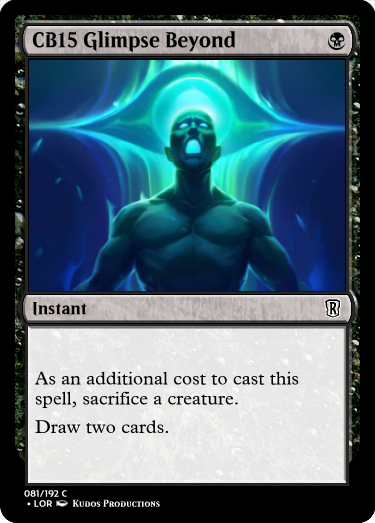 CB15 Glimpse Beyond
Instant
R
As an additional cost to cast this
spell, sacrifice a creature.
Draw two cards.
081/192 C
• LOR Kudos Productions